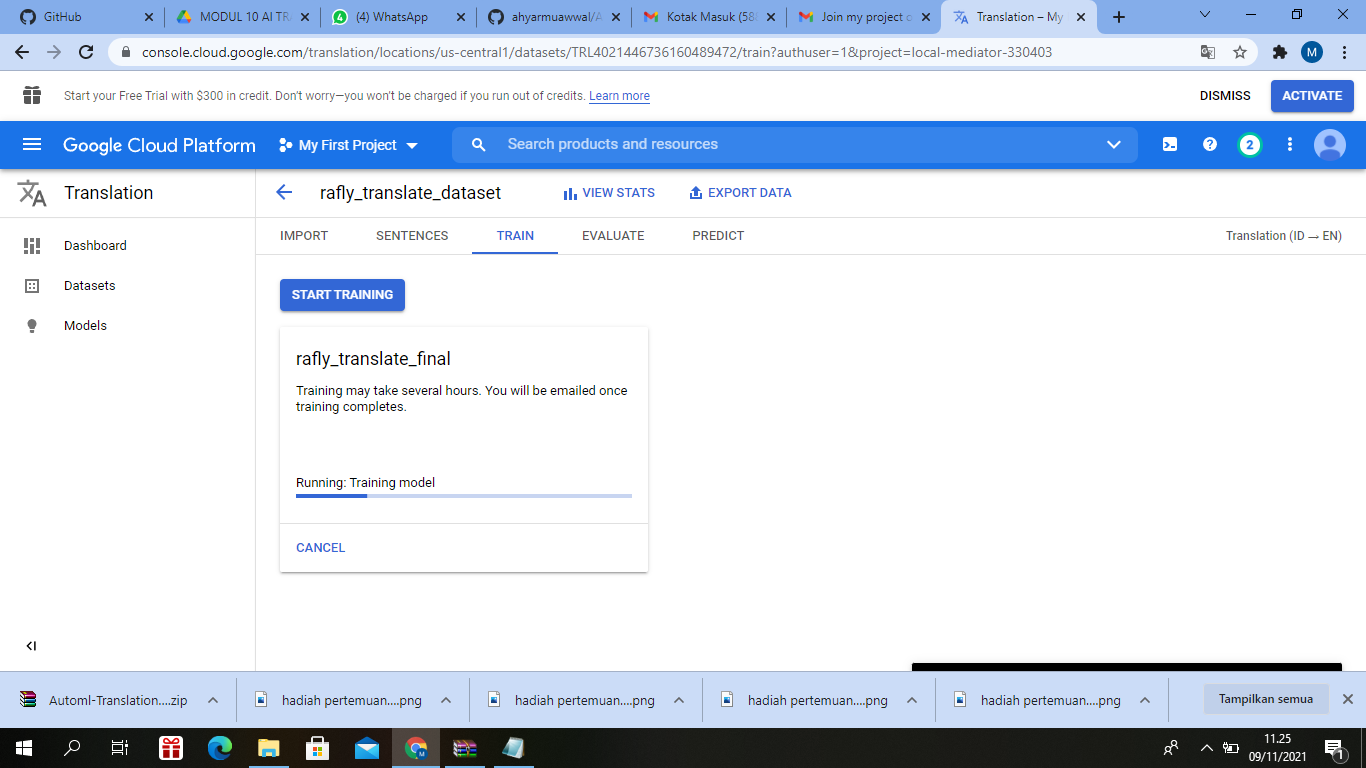 GitHub
MODUL 10 AI TRA
(4) WhatsApp
ahyarmuawwal/A
Kotak Masuk (588
Join my project o
Translation – My
console.cloud.google.com/translation/locations/us-central1/datasets/TRL4021446736160489472/train?authuser=1&project=local-mediator-330403
M
Start your Free Trial with $300 in credit. Don't worry—you won't be charged if you run out of credits. Learn more
DISMISS
ACTIVATE
Google Cloud Platform
My First Project
Search products and resources
2
Translation
rafly_translate_dataset
VIEW STATS
EXPORT DATA
Dashboard
Datasets
Models
IMPORT
SENTENCES
TRAIN
EVALUATE
PREDICT
Translation (ID → EN)
START TRAINING
rafly_translate_final
Training may take several hours. You will be emailed once
training completes.
Running: Training model
CANCEL
Automl-Translation....zip
hadiah pertemuan....png
hadiah pertemuan....png
hadiah pertemuan....png
hadiah pertemuan....png
Tampilkan semua
11.25
09/11/2021
1